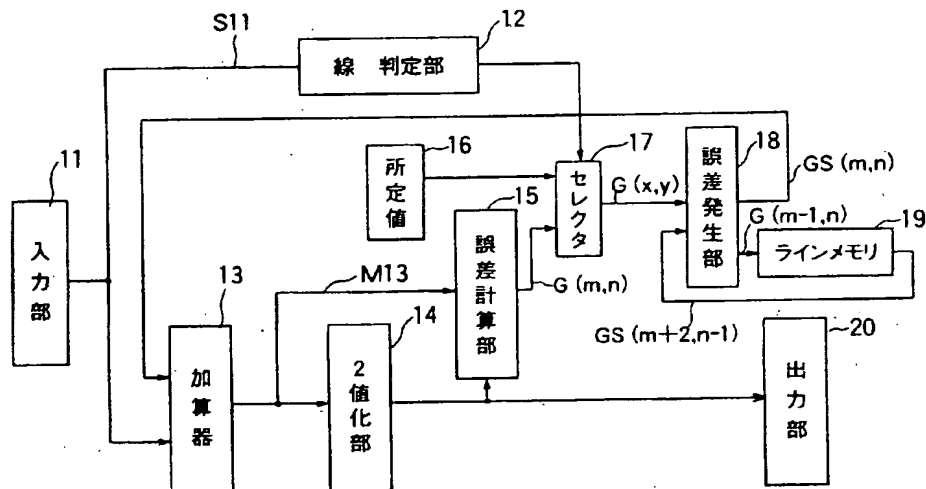 S11
12
線 判定部
11
入力部
16
所定値
17
セレクタ
G(x,y)
18
誤差発生部
GS(m,n)
G(m-1,n)
19
ラインメモリ
15
誤差計算部
G(m,n)
GS(m+2,n-1)
13
加算器
M13
14
2値化部
20
出力部